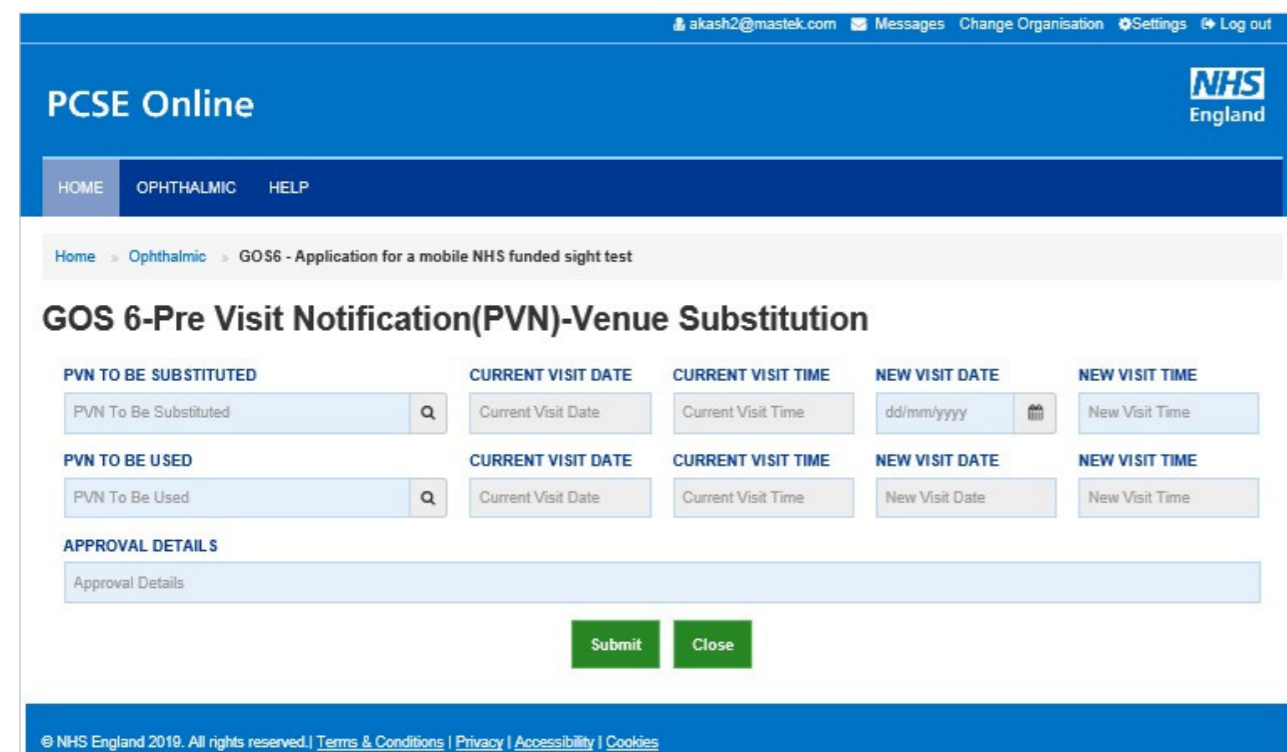 akash2@mastek.com Messages Change Organisation Settings Log out
PCSE Online
NHS
England
HOME OPHTHALMIC HELP
Home » Ophthalmic » GOS6 - Application for a mobile NHS funded sight test
GOS 6-Pre Visit Notification(PVN)-Venue Substitution
PVN TO BE SUBSTITUTED CURRENT VISIT DATE CURRENT VISIT TIME NEW VISIT DATE NEW VISIT TIME
PVN To Be Substituted Current Visit Date Current Visit Time dd/mm/yyyy New Visit Time
PVN TO BE USED CURRENT VISIT DATE CURRENT VISIT TIME NEW VISIT DATE NEW VISIT TIME
PVN To Be Used Current Visit Date Current Visit Time New Visit Date New Visit Time
APPROVAL DETAILS
Approval Details
Submit Close
© NHS England 2019. All rights reserved.| Terms & Conditions | Privacy | Accessibility | Cookies